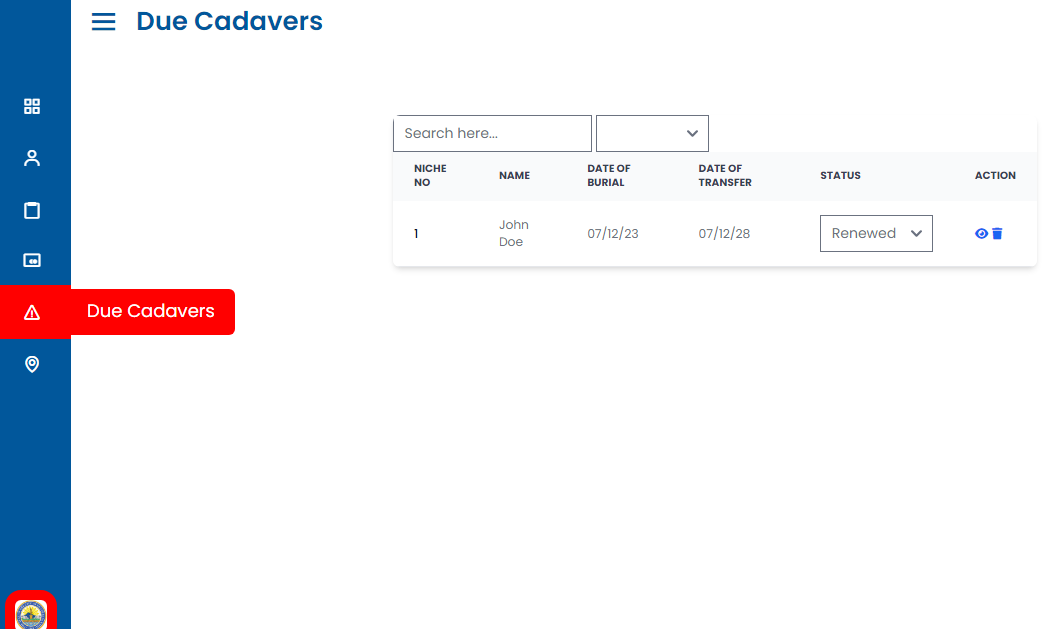 Due Cadavers
Search here...
NICHE NO
NAME
DATE OF BURIAL
DATE OF TRANSFER
STATUS
ACTION
1
John Doe
07/12/23
07/12/28
Renewed
Due Cadavers